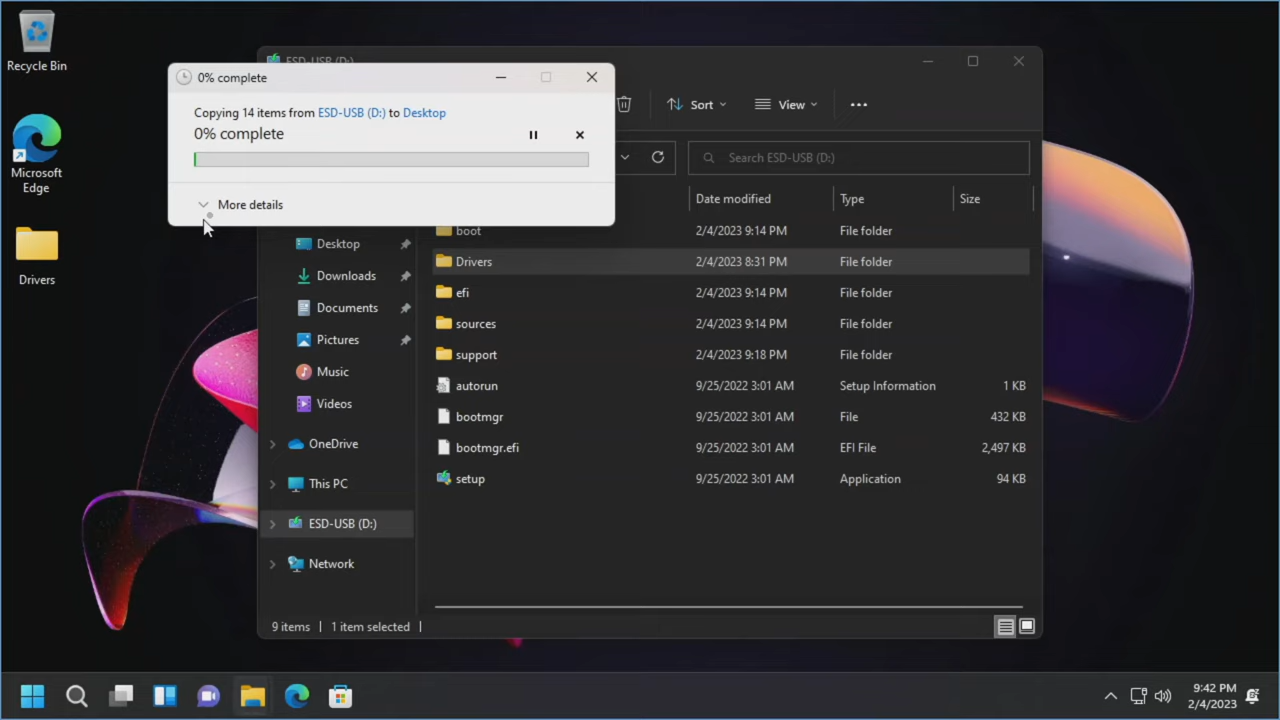 Recycle Bin
Microsoft
Edge
Drivers
ESD-USB (D:)
0% complete
Copying 14 items from ESD-USB (D:) to Desktop
0% complete
More details
Sort
View
Search ESD-USB (D:)
Date modified
Type
Size
Desktop
Downloads
Documents
Pictures
Music
Videos
OneDrive
This PC
ESD-USB (D:)
Network
boot 2/4/2023 9:14 PM File folder
Drivers 2/4/2023 8:31 PM File folder
efi 2/4/2023 9:14 PM File folder
sources 2/4/2023 9:14 PM File folder
support 2/4/2023 9:18 PM File folder
autorun 9/25/2022 3:01 AM Setup Information 1 KB
bootmgr 9/25/2022 3:01 AM File 432 KB
bootmgr.efi 9/25/2022 3:01 AM EFI File 2,497 KB
setup 9/25/2022 3:01 AM Application 94 KB
9 items | 1 item selected |
9:42 PM
2/4/2023